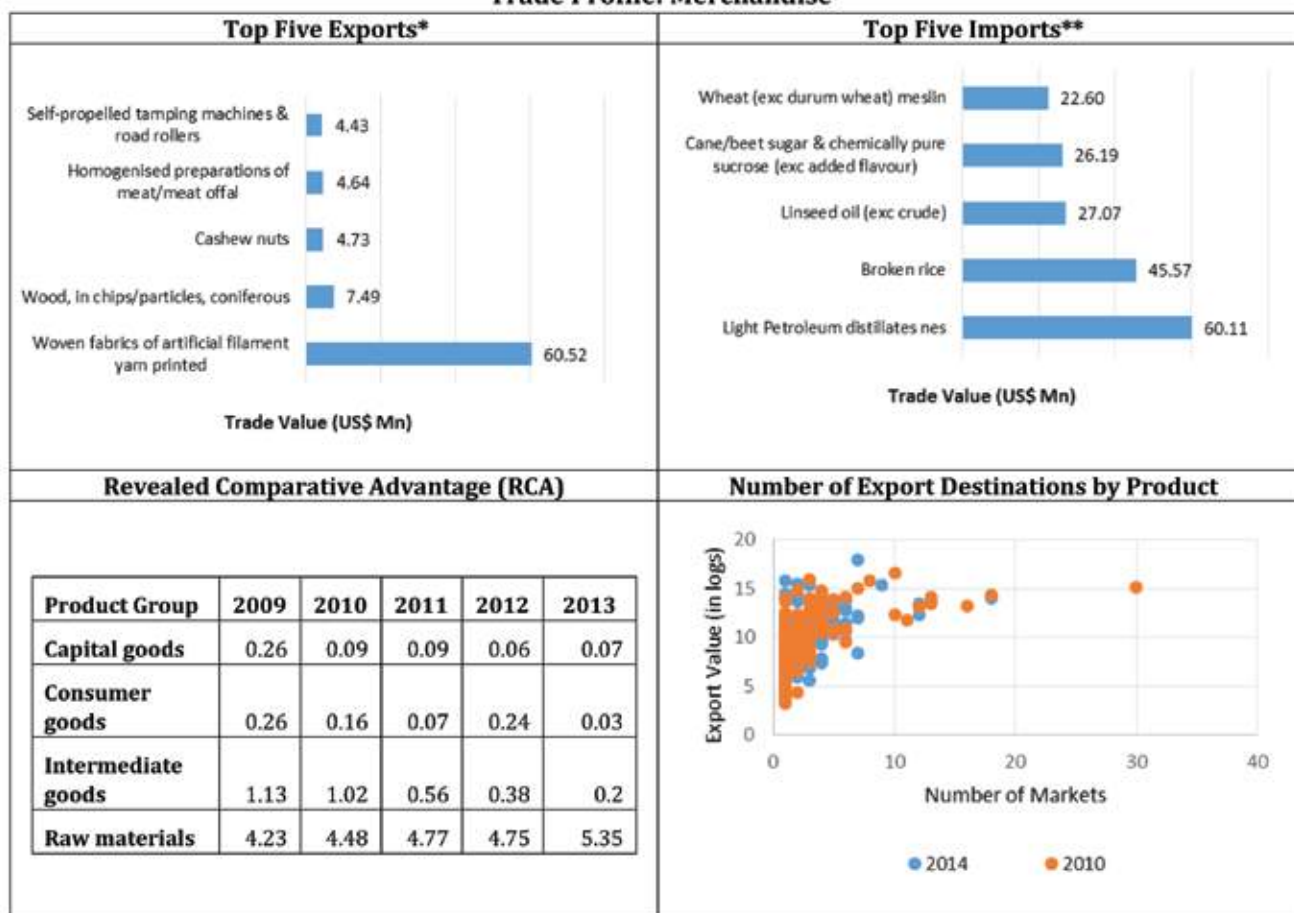 Trade Profile: Merchandise
Top Five Exports*
Self-propelled tamping machines &
road rollers
4.43
Homogenised preparations of
meat/meat offal
4.64
Cashew nuts
4.73
Wood, in chips/particles, coniferous
7.49
Woven fabrics of artificial filament
yarn printed
60.52
Trade Value (US$ Mn)
Top Five Imports**
Wheat (exc durum wheat) meslin
22.60
Cane/beet sugar & chemically pure
sucrose (exc added flavour)
26.19
Linseed oil (exc crude)
27.07
Broken rice
45.57
Light Petroleum distillates nes
60.11
Trade Value (US$ Mn)
Revealed Comparative Advantage (RCA)
Product Group 2009 2010 2011 2012 2013
Capital goods 0.26 0.09 0.09 0.06 0.07
Consumer
goods 0.26 0.16 0.07 0.24 0.03
Intermediate
goods 1.13 1.02 0.56 0.38 0.2
Raw materials 4.23 4.48 4.77 4.75 5.35
Number of Export Destinations by Product
Export Value (in logs)
20
15
10
5
0
0 10 20 30 40
Number of Markets
2014 2010